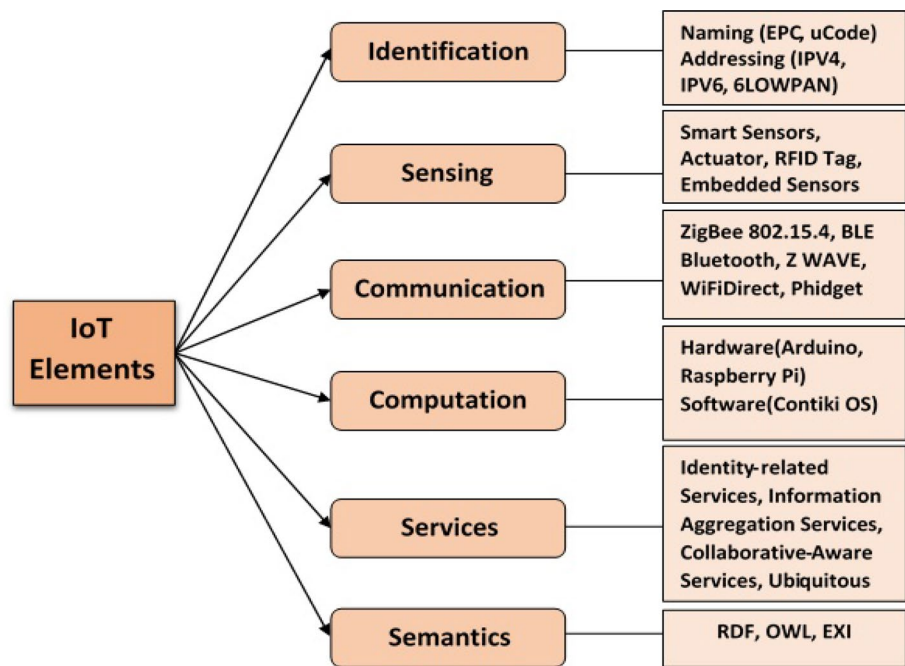 IoT
Elements
Identification
Naming (EPC, uCode)
Addressing (IPV4,
IPV6, 6LOWPAN)
Sensing
Smart Sensors,
Actuator, RFID Tag,
Embedded Sensors
Communication
ZigBee 802.15.4, BLE
Bluetooth, Z WAVE,
WiFiDirect, Phidget
Computation
Hardware(Arduino,
Raspberry Pi)
Software(Contiki OS)
Services
Identity-related
Services, Information
Aggregation Services,
Collaborative-Aware
Services, Ubiquitous
Semantics
RDF, OWL, EXI